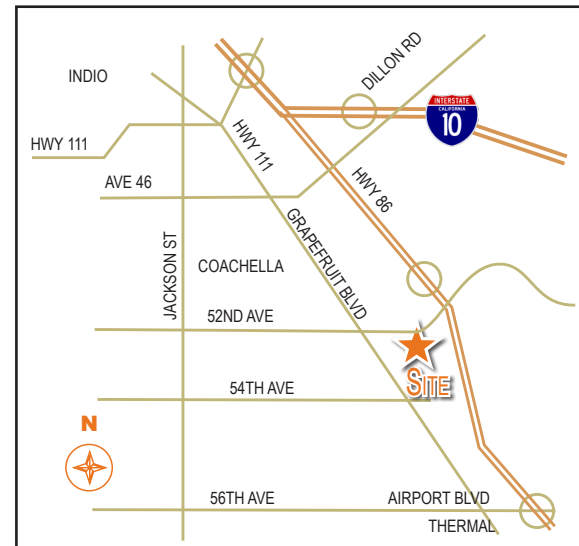 INDIO
DILLON RD
INTERSTATE
CALIFORNIA
10
HWY 111
HWY 111
AVE 46
HWY 86
JACKSON ST
GRAPEFRUIT BLVD
COACHELLA
52ND AVE
SITE
54TH AVE
N
56TH AVE
AIRPORT BLVD
THERMAL